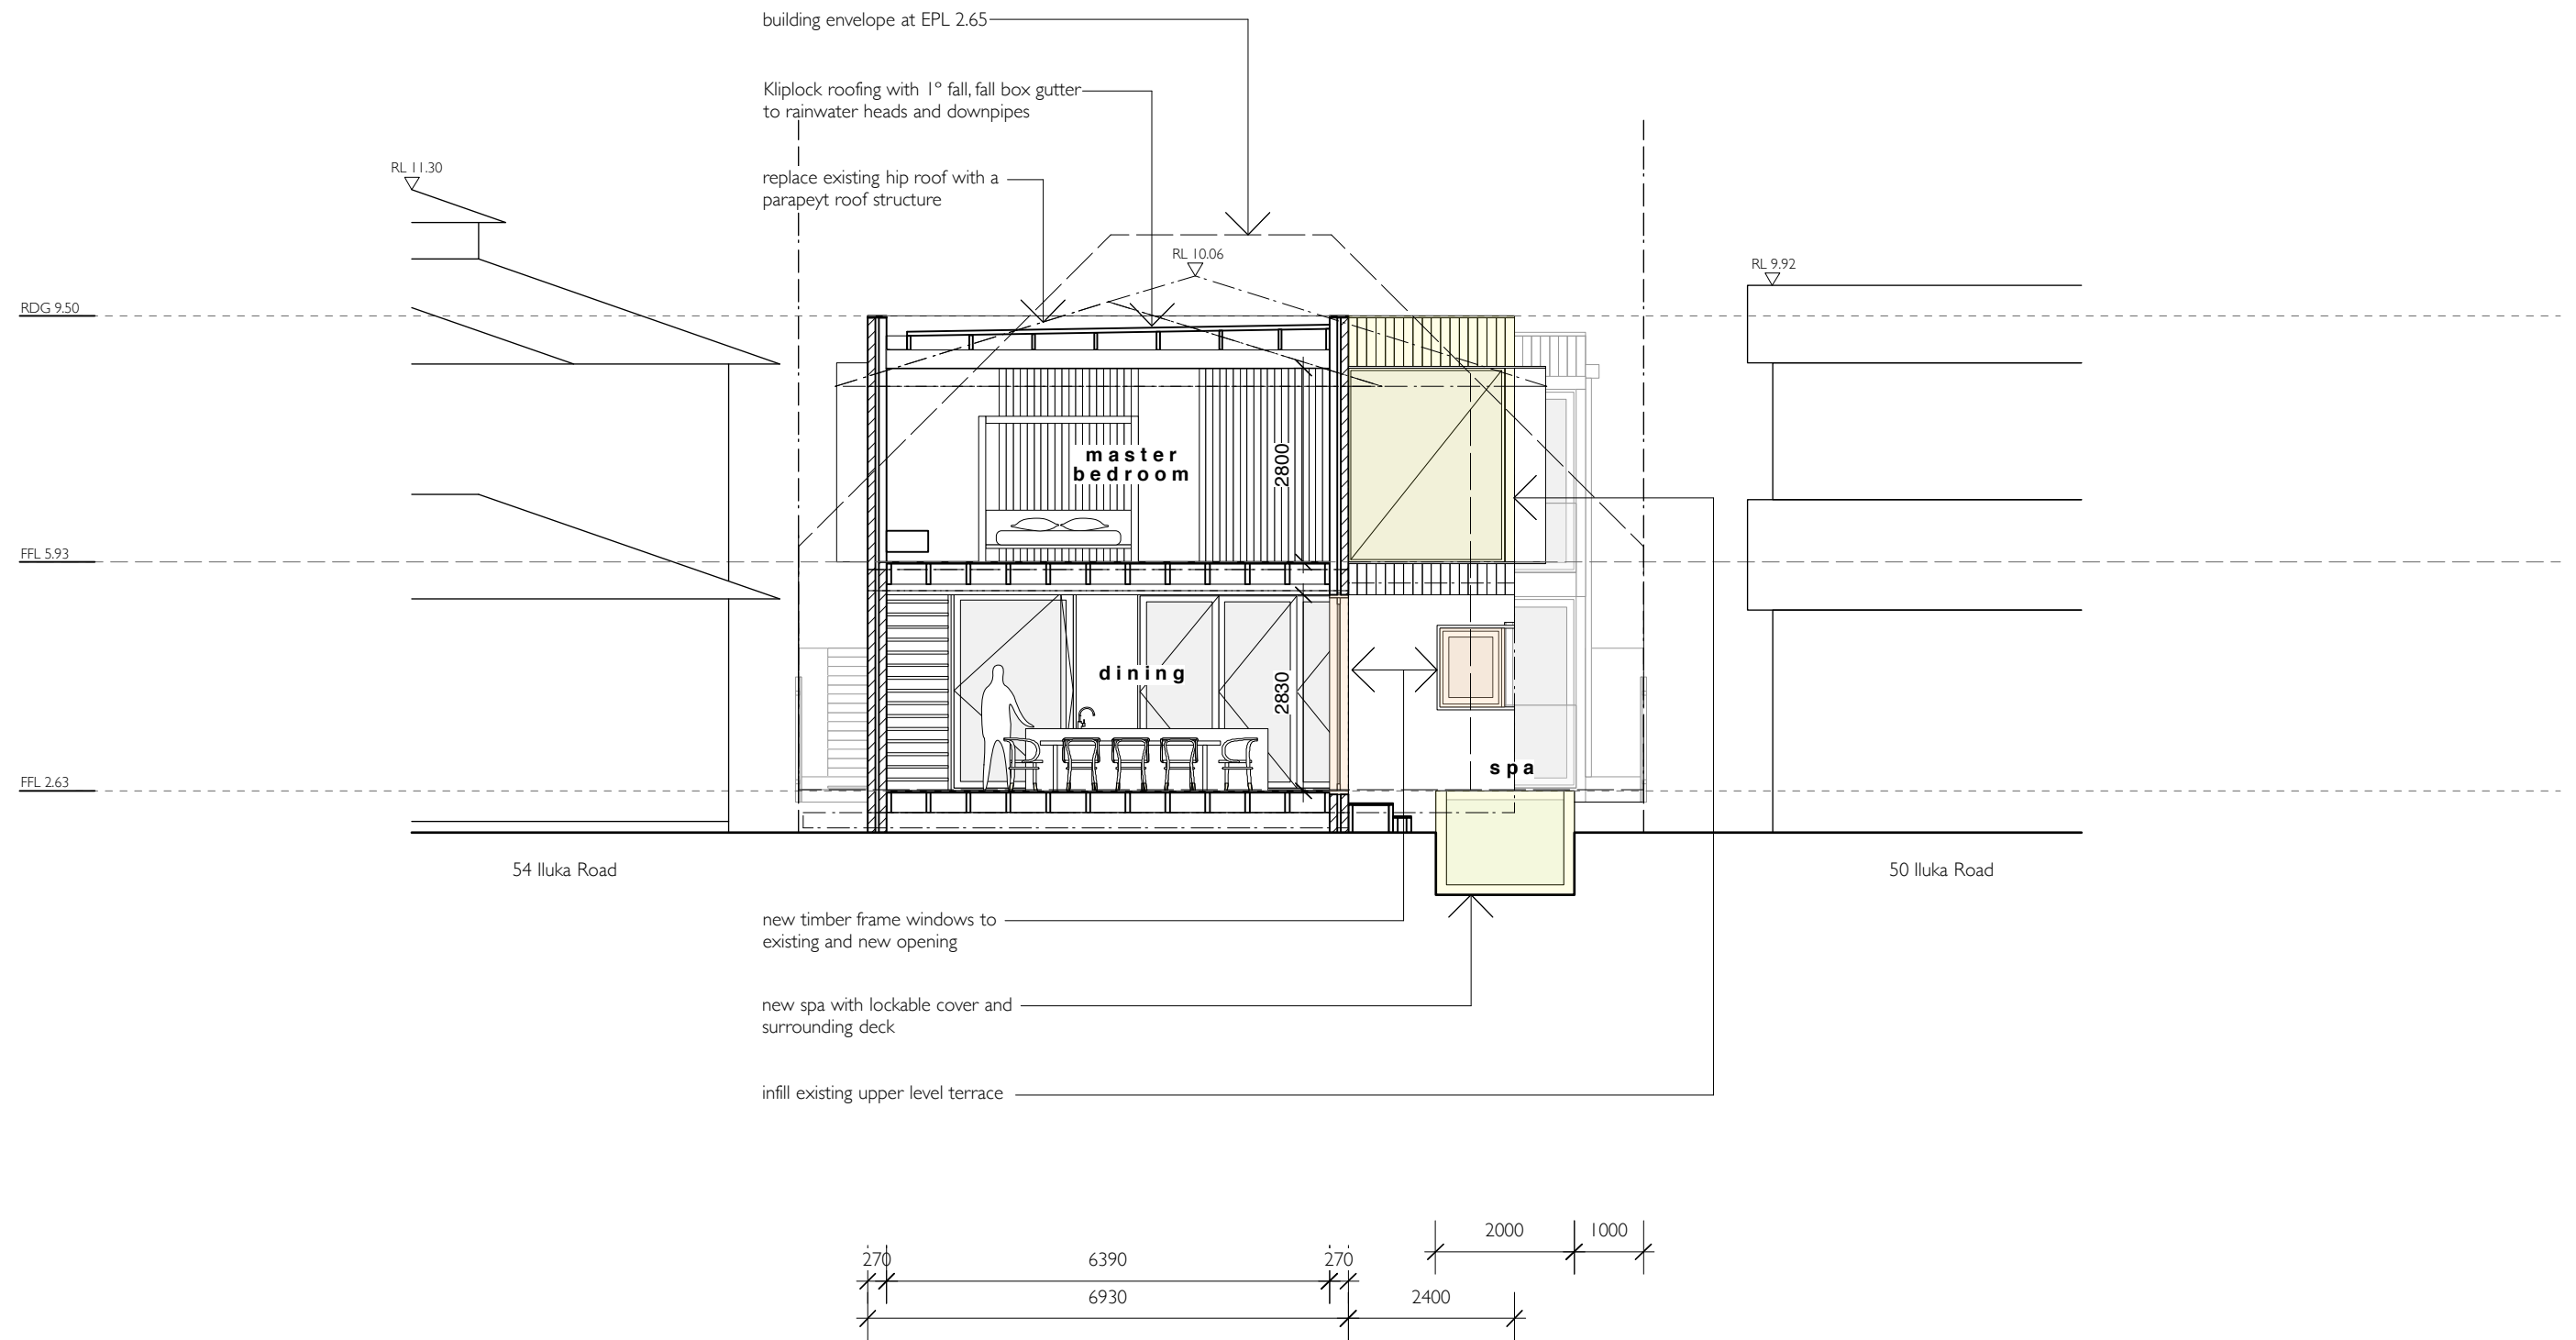 building envelope at EPL 2.65
Kliplock roofing with 1º fall, fall box gutter
to rainwater heads and downpipes
RL 11.30
replace existing hip roof with a
parapeyt roof structure
RL 10.06
RL 9.92
RDG 9.50
master
bedroom
2800
FFL 5.93
dining
2830
spa
FFL 2.63
54 Iluka Road
50 Iluka Road
new timber frame windows to
existing and new opening
new spa with lockable cover and
surrounding deck
infill existing upper level terrace
2000
1000
270
6390
270
6930
2400